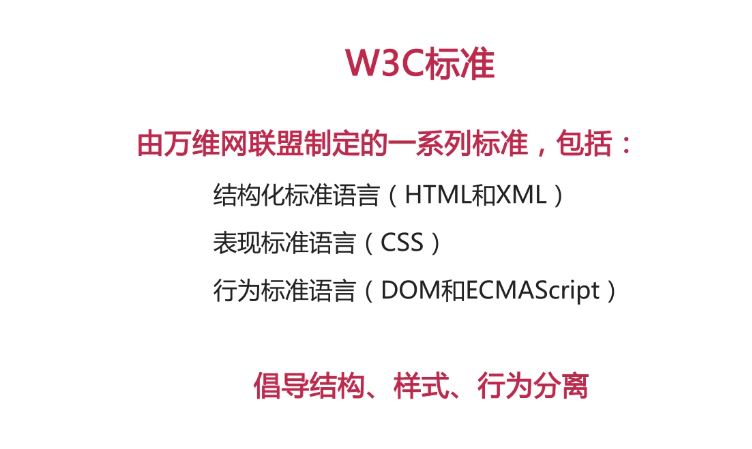 W3C标准
由万维网联盟制定的一系列标准，包括：
结构化标准语言（HTML和XML）
表现标准语言（CSS）
行为标准语言（DOM和ECMAScript）
倡导结构、样式、行为分离